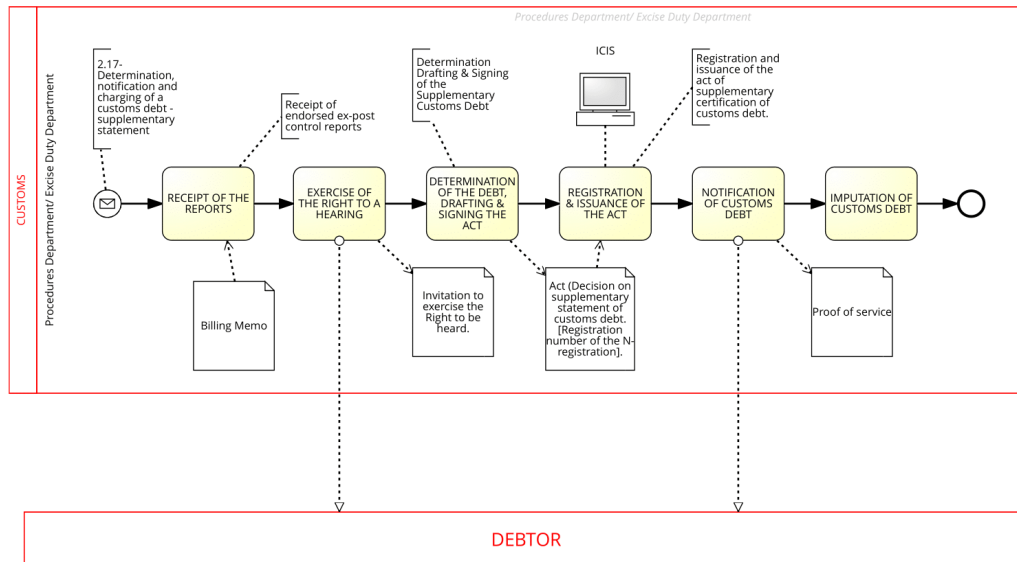 Procedures Department/ Excise Duty Department
CUSTOMS
Procedures Department/ Excise Duty Department
2.17-
Determination,
notification and
charging of a
customs debt -
supplementary
statement
Receipt of
endorsed ex-post
control reports
Determination
Drafting & Signing
of the
Supplementary
Customs Debt
ICIS
Registration and
issuance of the
act of
supplementary
certification of
customs debt.
RECEIPT OF THE
REPORTS
EXERCISE OF
THE RIGHT TO A
HEARING
DETERMINATION
OF THE DEBT,
DRAFTING &
SIGNING THE
ACT
REGISTRATION
& ISSUANCE OF
THE ACT
NOTIFICATION
OF CUSTOMS
DEBT
IMPUTATION OF
CUSTOMS DEBT
Billing Memo
Invitation to
exercise the
Right to be
heard.
Act (Decision on
supplementary
statement of
customs debt.
[Registration
number of the N-
registration].
Proof of service
DEBTOR